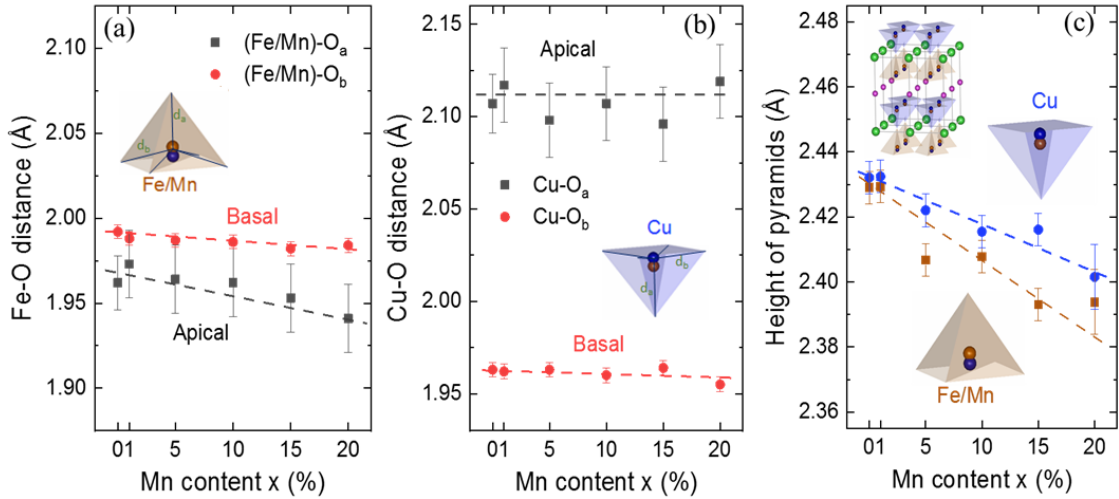 (a)
(Fe/Mn)-Oa
(Fe/Mn)-Ob
da
db
Fe/Mn
Basal
Apical
Fe-O distance (Å)
2.10
2.05
2.00
1.95
1.90
01 5 10 15 20
Mn content x (%)
(b)
Apical
Cu-Oa
Cu-Ob
Cu
db
da
Basal
Cu-O distance (Å)
2.15
2.10
2.05
2.00
1.95
01 5 10 15 20
Mn content x (%)
(c)
Cu
Fe/Mn
Height of pyramids (Å)
2.48
2.46
2.44
2.43
2.40
2.38
2.36
01 5 10 15 20
Mn content x (%)